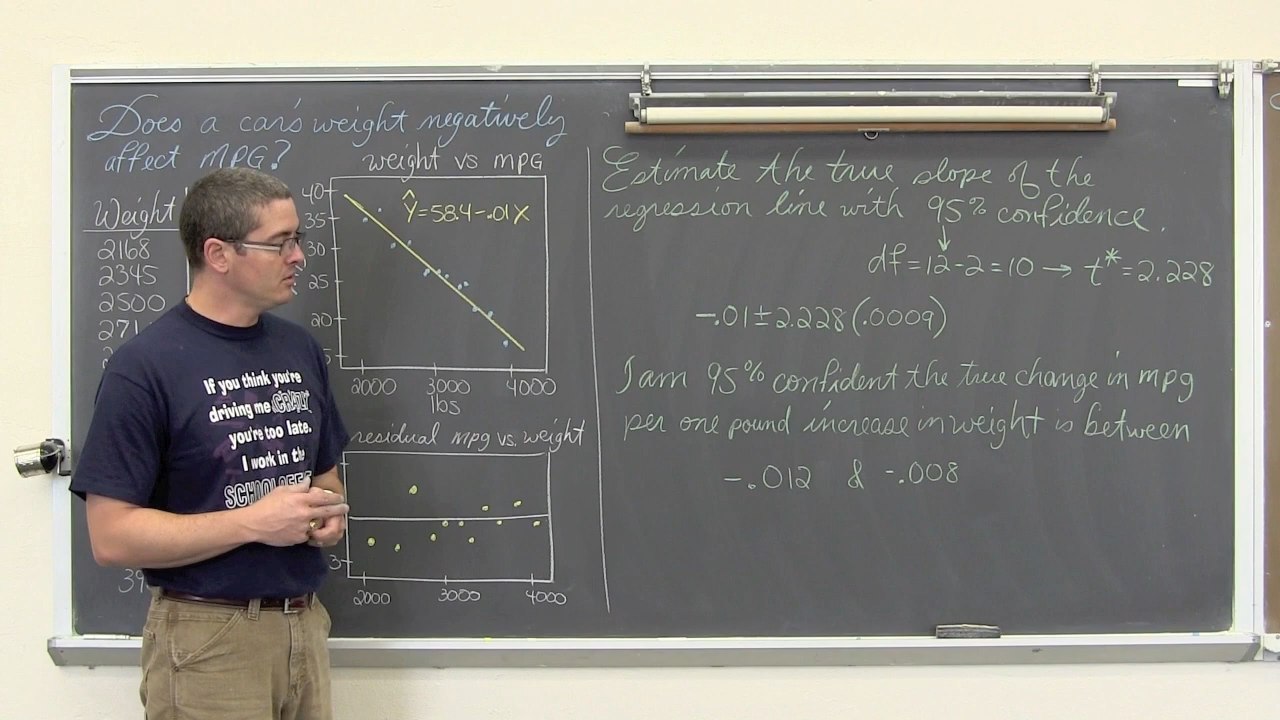 Does a car's weight negatively
affect MPG?
Weight
2168
2345
2500
271
39
weight vs MPG
Ŷ=58.4-.01X
40
35
30
25
20
5
2000 3000 4000
lbs
residual mpg vs. weight
3
2000 3000 4000
If you think you're
driving me CRAZY
you're too late.
I work in the
Estimate the true slope of the
regression line with 95% confidence.
df=12-2=10 → t*=2.228
-.01±2.228(.0009)
I am 95% confident the true change in mpg
per one pound increase in weight is between
-.012 & -.008